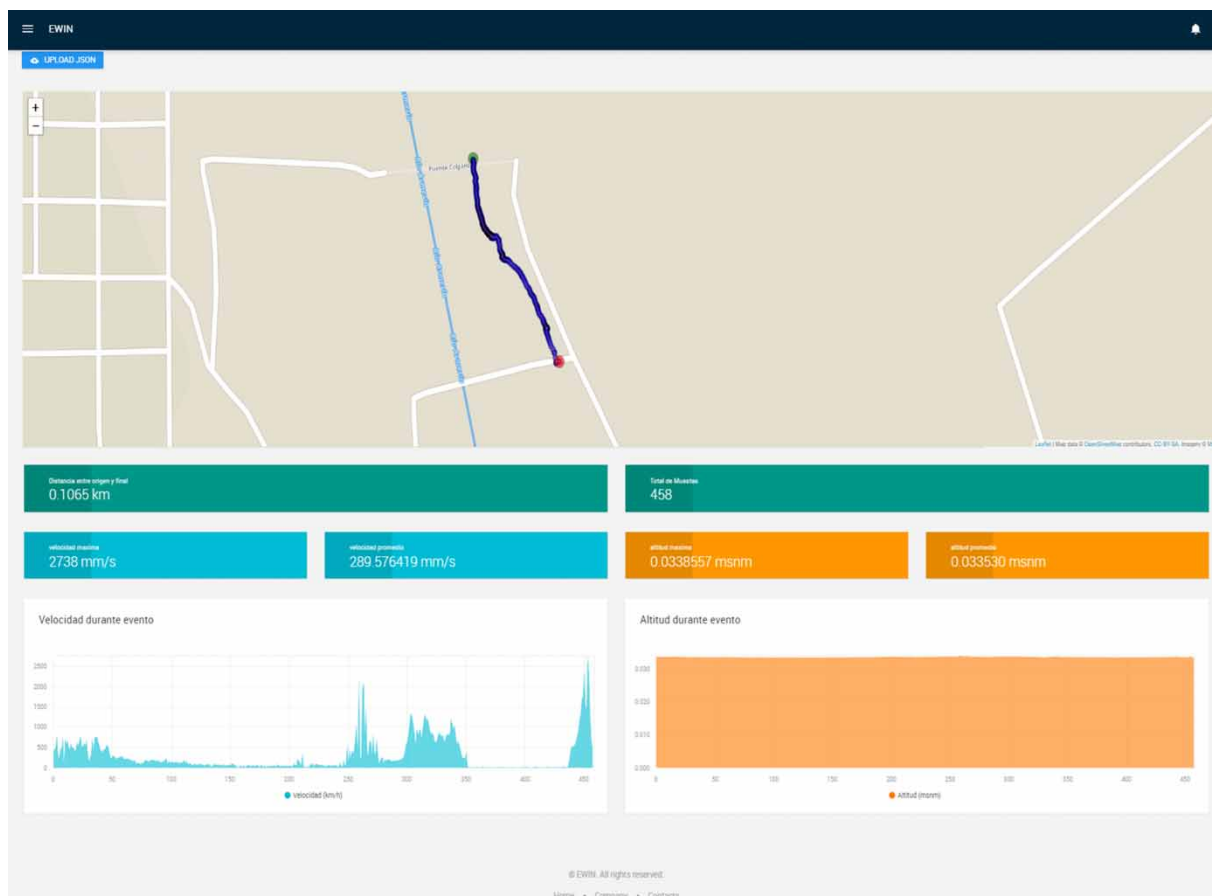 EWIN
UPLOAD JSON
+
−
Distancia entre origen y final
0.1065 km
Total de Muestas
458
velocidad maxima
2738 mm/s
velocidad promedio
289.576419 mm/s
altitud maxima
0.0338557 msnm
altitud promedio
0.033530 msnm
Velocidad durante evento
2500
2000
1500
1000
500
0
0 50 100 150 200 250 300 350 400 450
Velocidad (km/h)
Altitud durante evento
0.030
0.020
0.010
0.000
0 50 100 150 200 250 300 350 400 450
Altitud (msnm)
© EWIN. All rights reserved.
Home • Company • Contacto